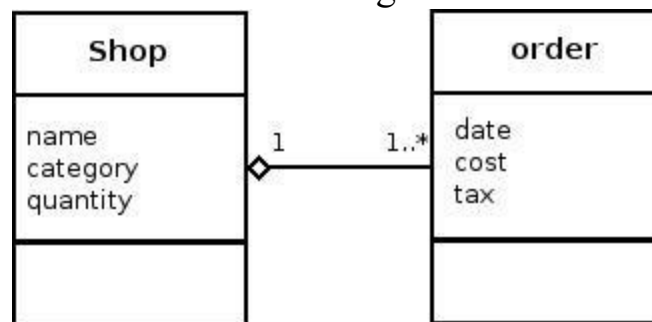 Shop
name
category
quantity
1
1..*
order
date
cost
tax